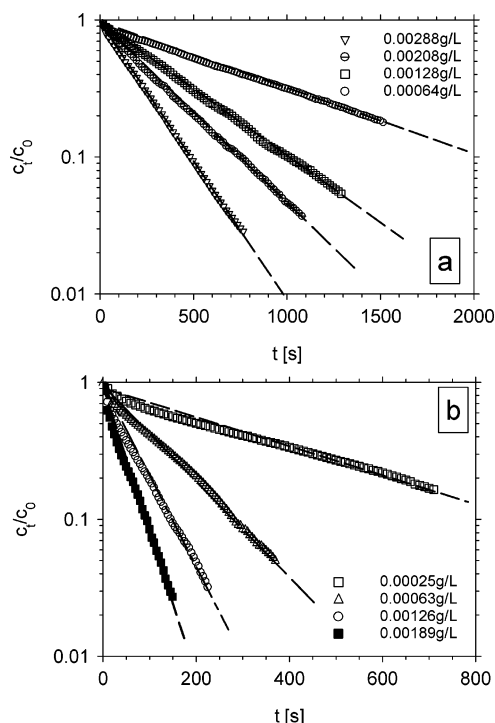 1
0.1
0.01
c_t/c_0
0.00288g/L
0.00208g/L
0.00128g/L
0.00064g/L
a
0 500 1000 1500 2000
t [s]
1
0.1
0.01
c_t/c_0
b
0.00025g/L
0.00063g/L
0.00126g/L
0.00189g/L
0 200 400 600 800
t [s]